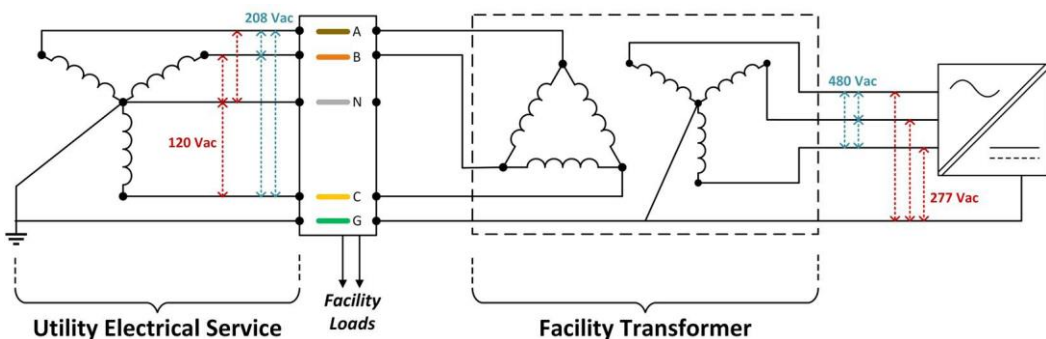 208 Vac
A
B
N
120 Vac
C
G
480 Vac
277 Vac
Facility
Loads
Utility Electrical Service
Facility Transformer